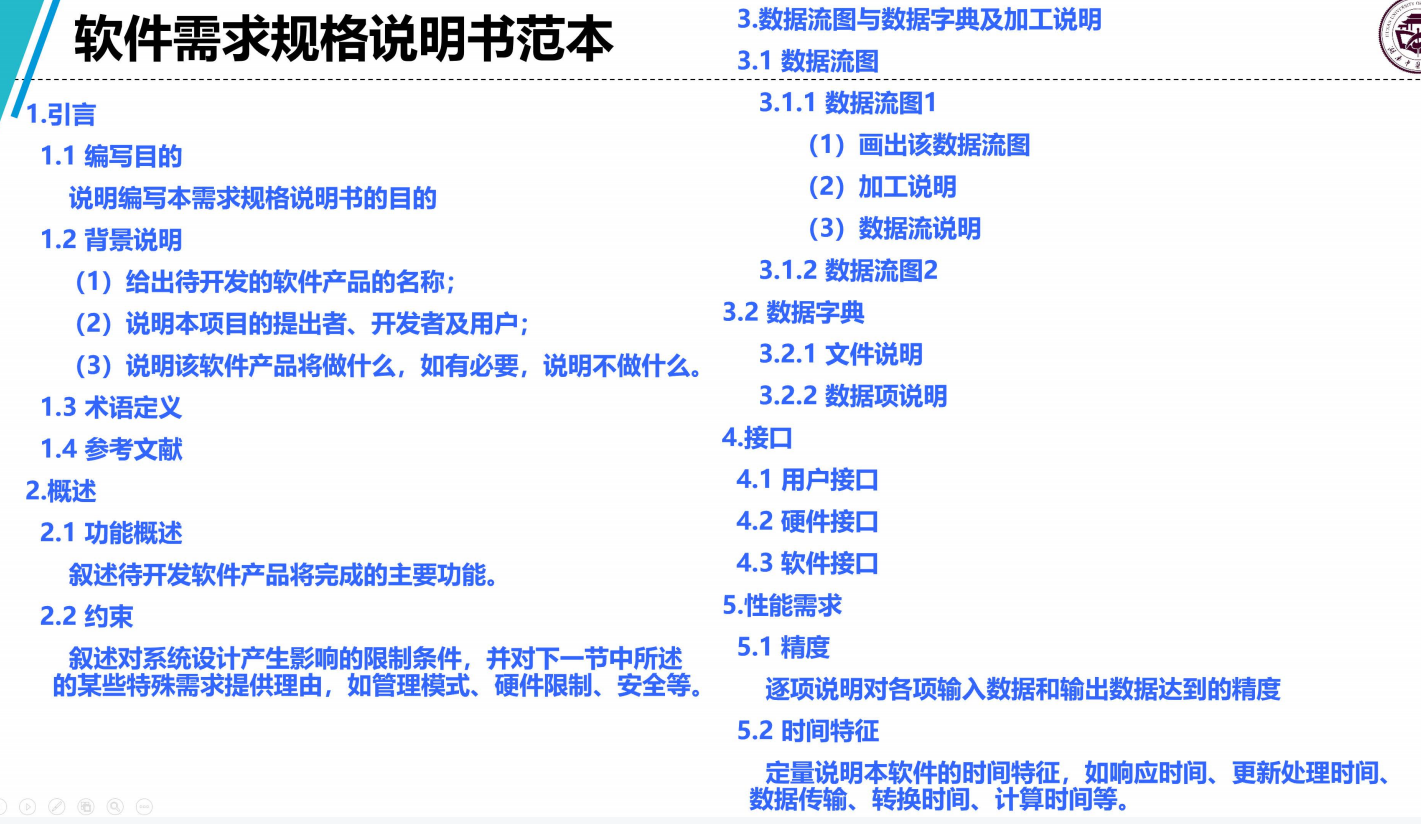 软件需求规格说明书范本
1.引言
1.1 编写目的
说明编写本需求规格说明书的目的
1.2 背景说明
（1）给出待开发的软件产品的名称；
（2）说明本项目的提出者、开发者及用户；
（3）说明该软件产品将做什么，如有必要，说明不做什么。
1.3 术语定义
1.4 参考文献
2.概述
2.1 功能概述
叙述待开发软件产品将完成的主要功能。
2.2 约束
叙述对系统设计产生影响的限制条件，并对下一节中所述
的某些特殊需求提供理由，如管理模式、硬件限制、安全等。
3.数据流图与数据字典及加工说明
3.1 数据流图
3.1.1 数据流图1
（1）画出该数据流图
（2）加工说明
（3）数据流说明
3.1.2 数据流图2
3.2 数据字典
3.2.1 文件说明
3.2.2 数据项说明
4.接口
4.1 用户接口
4.2 硬件接口
4.3 软件接口
5.性能需求
5.1 精度
逐项说明对各项输入数据和输出数据达到的精度
5.2 时间特征
定量说明本软件的时间特征，如响应时间、更新处理时间、
数据传输、转换时间、计算时间等。